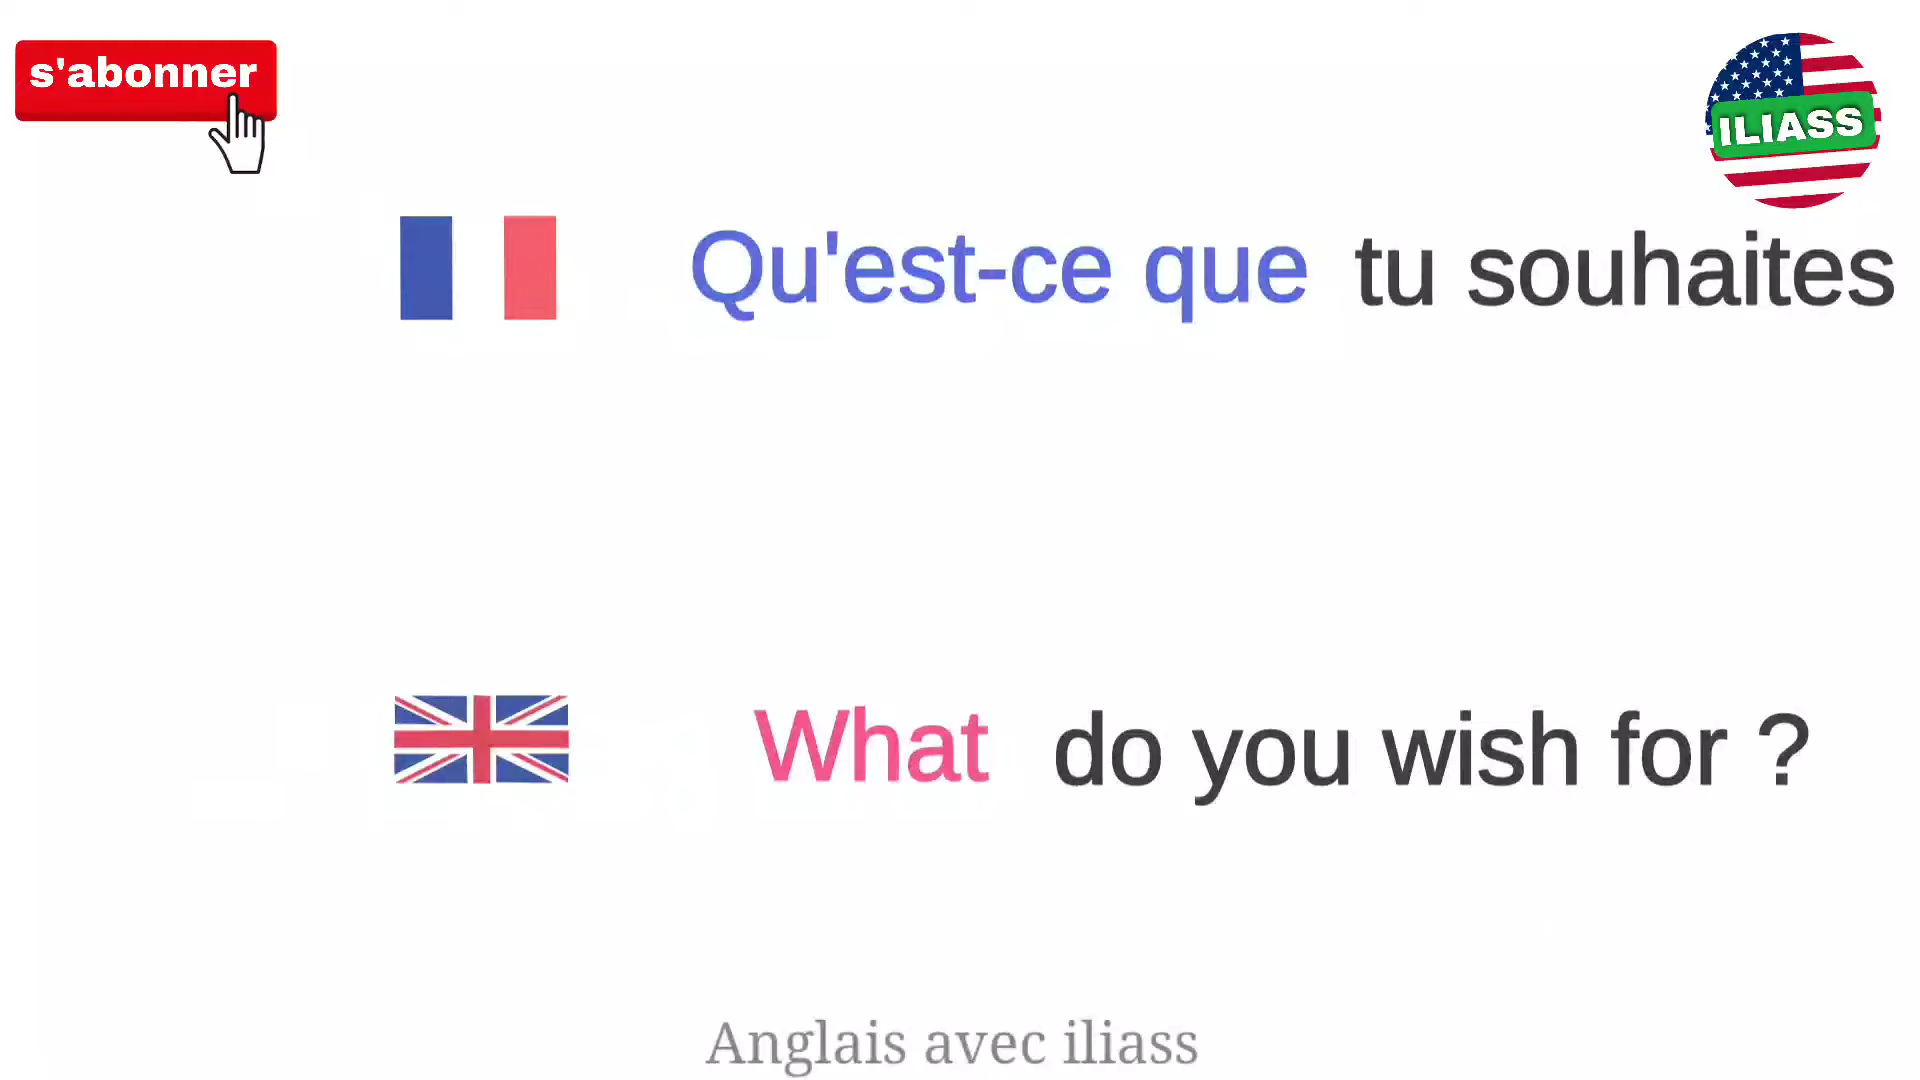 s'abonner
ILIASS
Qu'est-ce que tu souhaites
What do you wish for ?
Anglais avec iliass